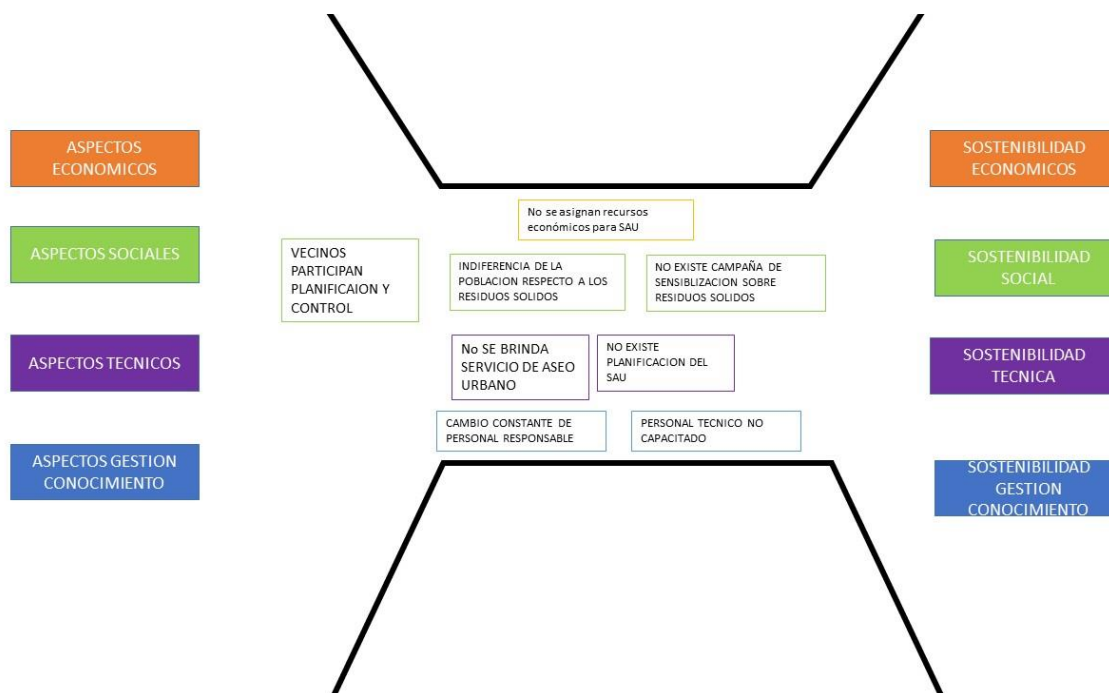 ASPECTOS
ECONOMICOS
SOSTENIBILIDAD
ECONOMICOS
No se asignan recursos
económicos para SAU
ASPECTOS SOCIALES
VECINOS
PARTICIPAN
PLANIFICAION Y
CONTROL
INDIFERENCIA DE LA
POBLACION RESPECTO A LOS
RESIDUOS SOLIDOS
NO EXISTE CAMPAÑA DE
SENSIBLIZACION SOBRE
RESIDUOS SOLIDOS
SOSTENIBILIDAD
SOCIAL
ASPECTOS TECNICOS
No SE BRINDA
SERVICIO DE ASEO
URBANO
NO EXISTE
PLANIFICACION DEL
SAU
SOSTENIBILIDAD
TECNICA
CAMBIO CONSTANTE DE
PERSONAL RESPONSABLE
PERSONAL TECNICO NO
CAPACITADO
ASPECTOS GESTION
CONOCIMIENTO
SOSTENIBILIDAD
GESTION
CONOCIMIENTO